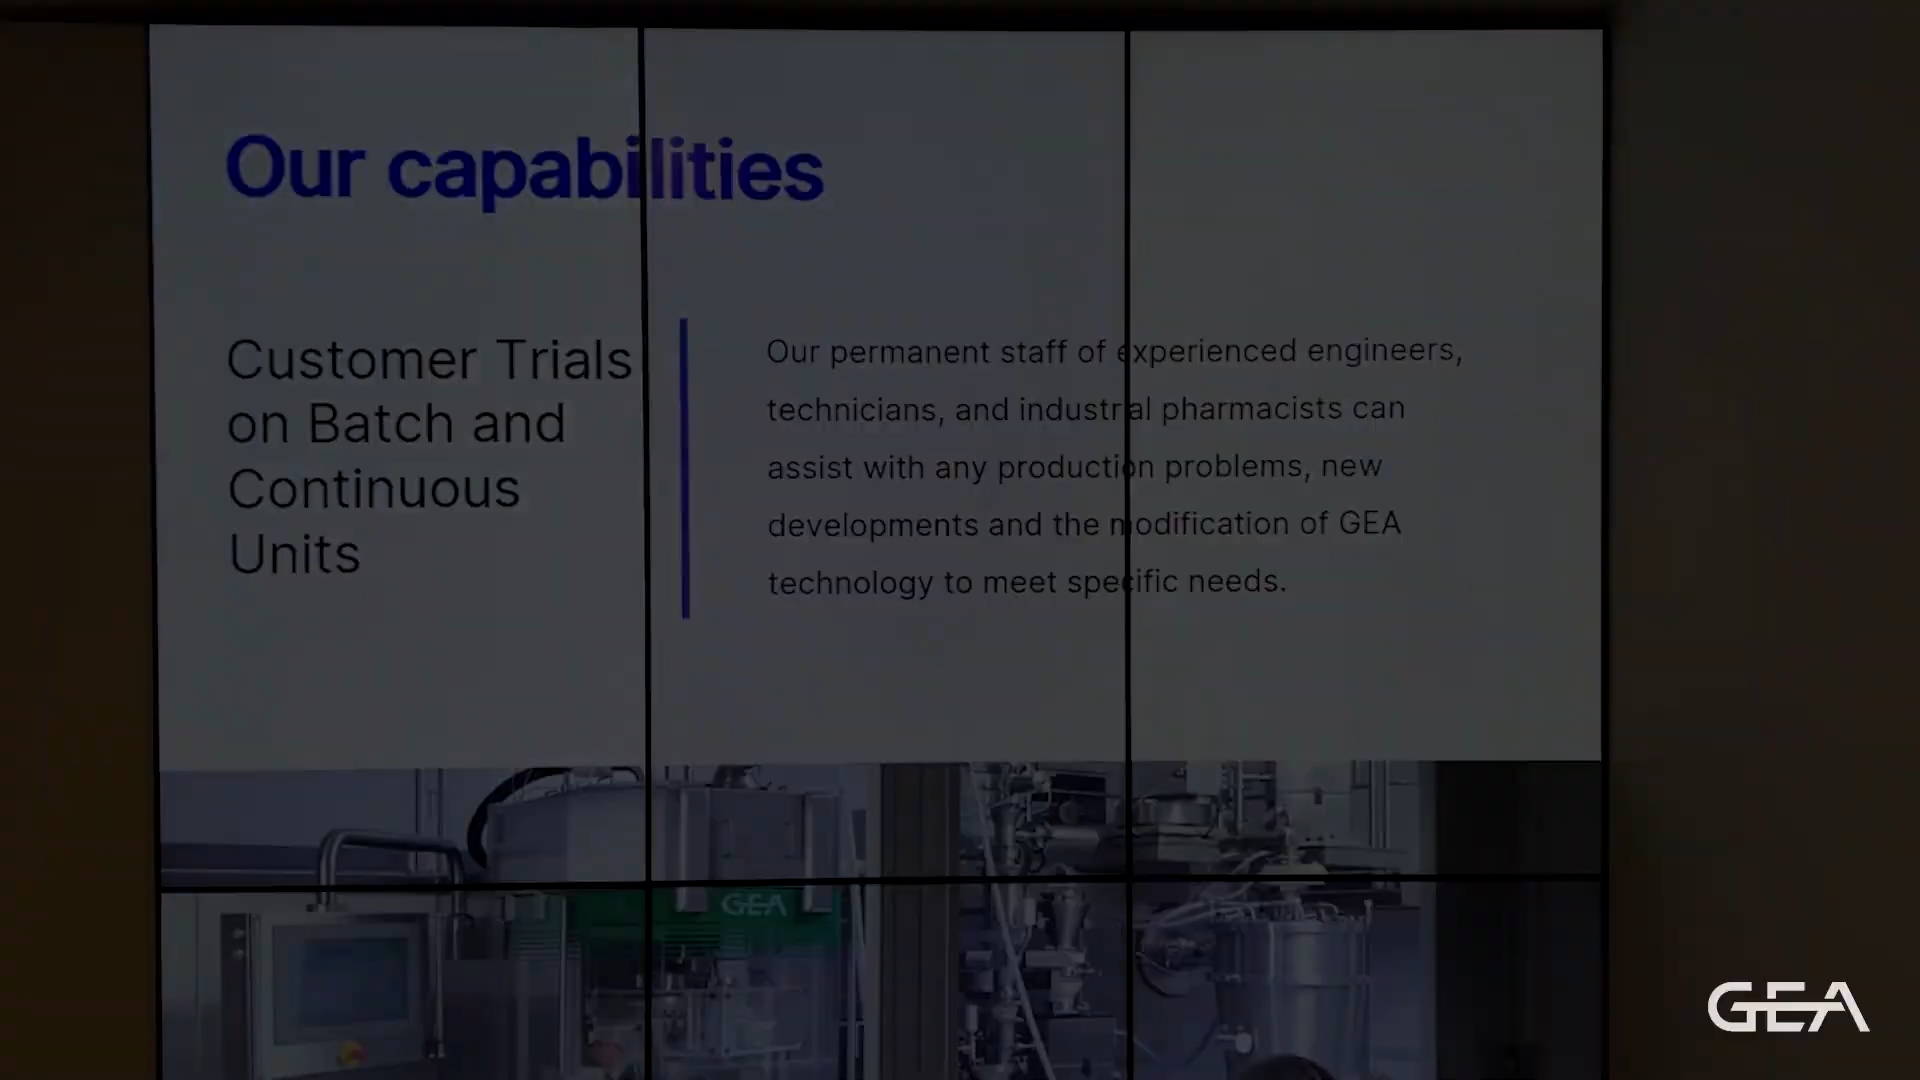 Our capabilities
Customer Trials
on Batch and
Continuous
Units
Our permanent staff of experienced engineers,
technicians, and industrial pharmacists can
assist with any production problems, new
developments and the modification of GEA
technology to meet specific needs.
GEA
GEA